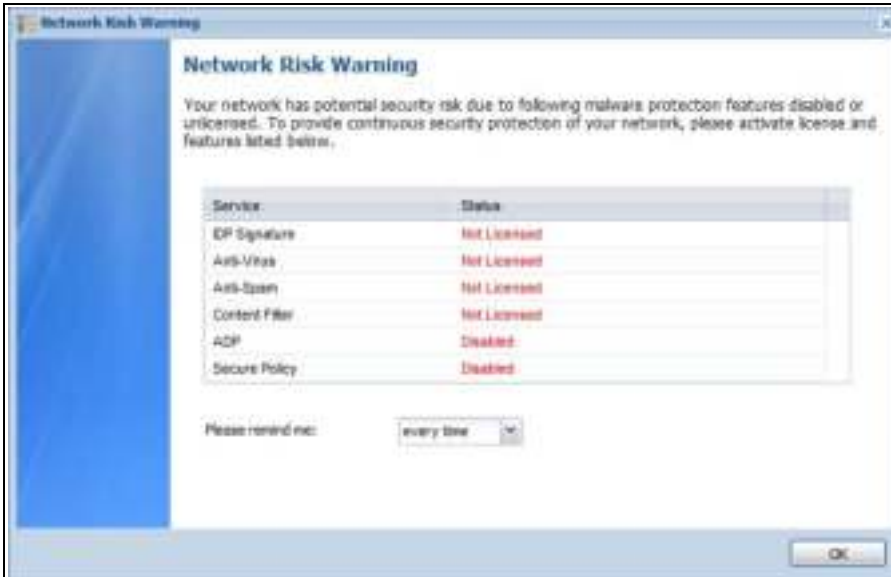 Network Risk Warning
Network Risk Warning
Your network has potential security risk due to following malware protection features disabled or
unlicensed. To provide continuous security protection of your network, please activate license and
features listed below.
Service Status
IDP Signature Not Licensed
Anti-Virus Not Licensed
Anti-Spam Not Licensed
Content Filter Not Licensed
ADP Disabled
Secure Policy Disabled
Please remind me: every time
OK